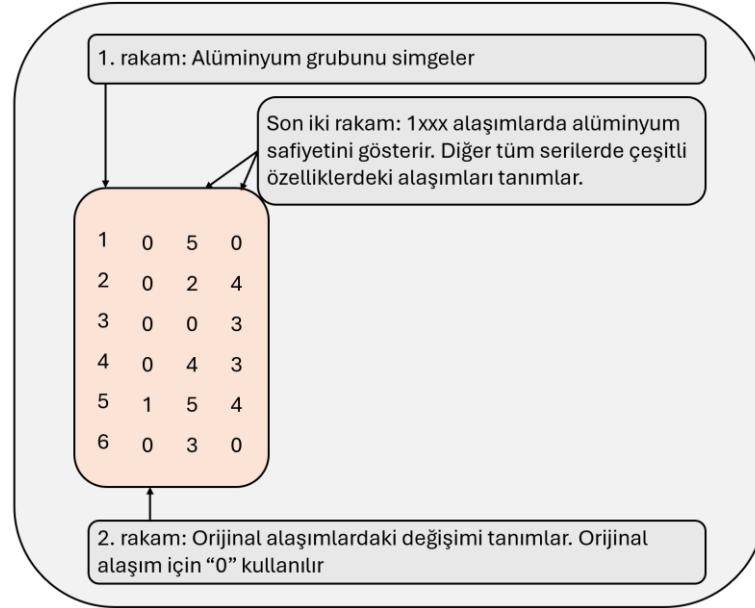 1. rakam: Alüminyum grubunu simgeler
Son iki rakam: 1xxx alaşımlarda alüminyum
safiyetini gösterir. Diğer tüm serilerde çeşitli
özelliklerdeki alaşımları tanımlar.
1 0 5 0
2 0 2 4
3 0 0 3
4 0 4 3
5 1 5 4
6 0 3 0
2. rakam: Orijinal alaşımlardaki değişimi tanımlar. Orijinal
alaşım için “0” kullanılır